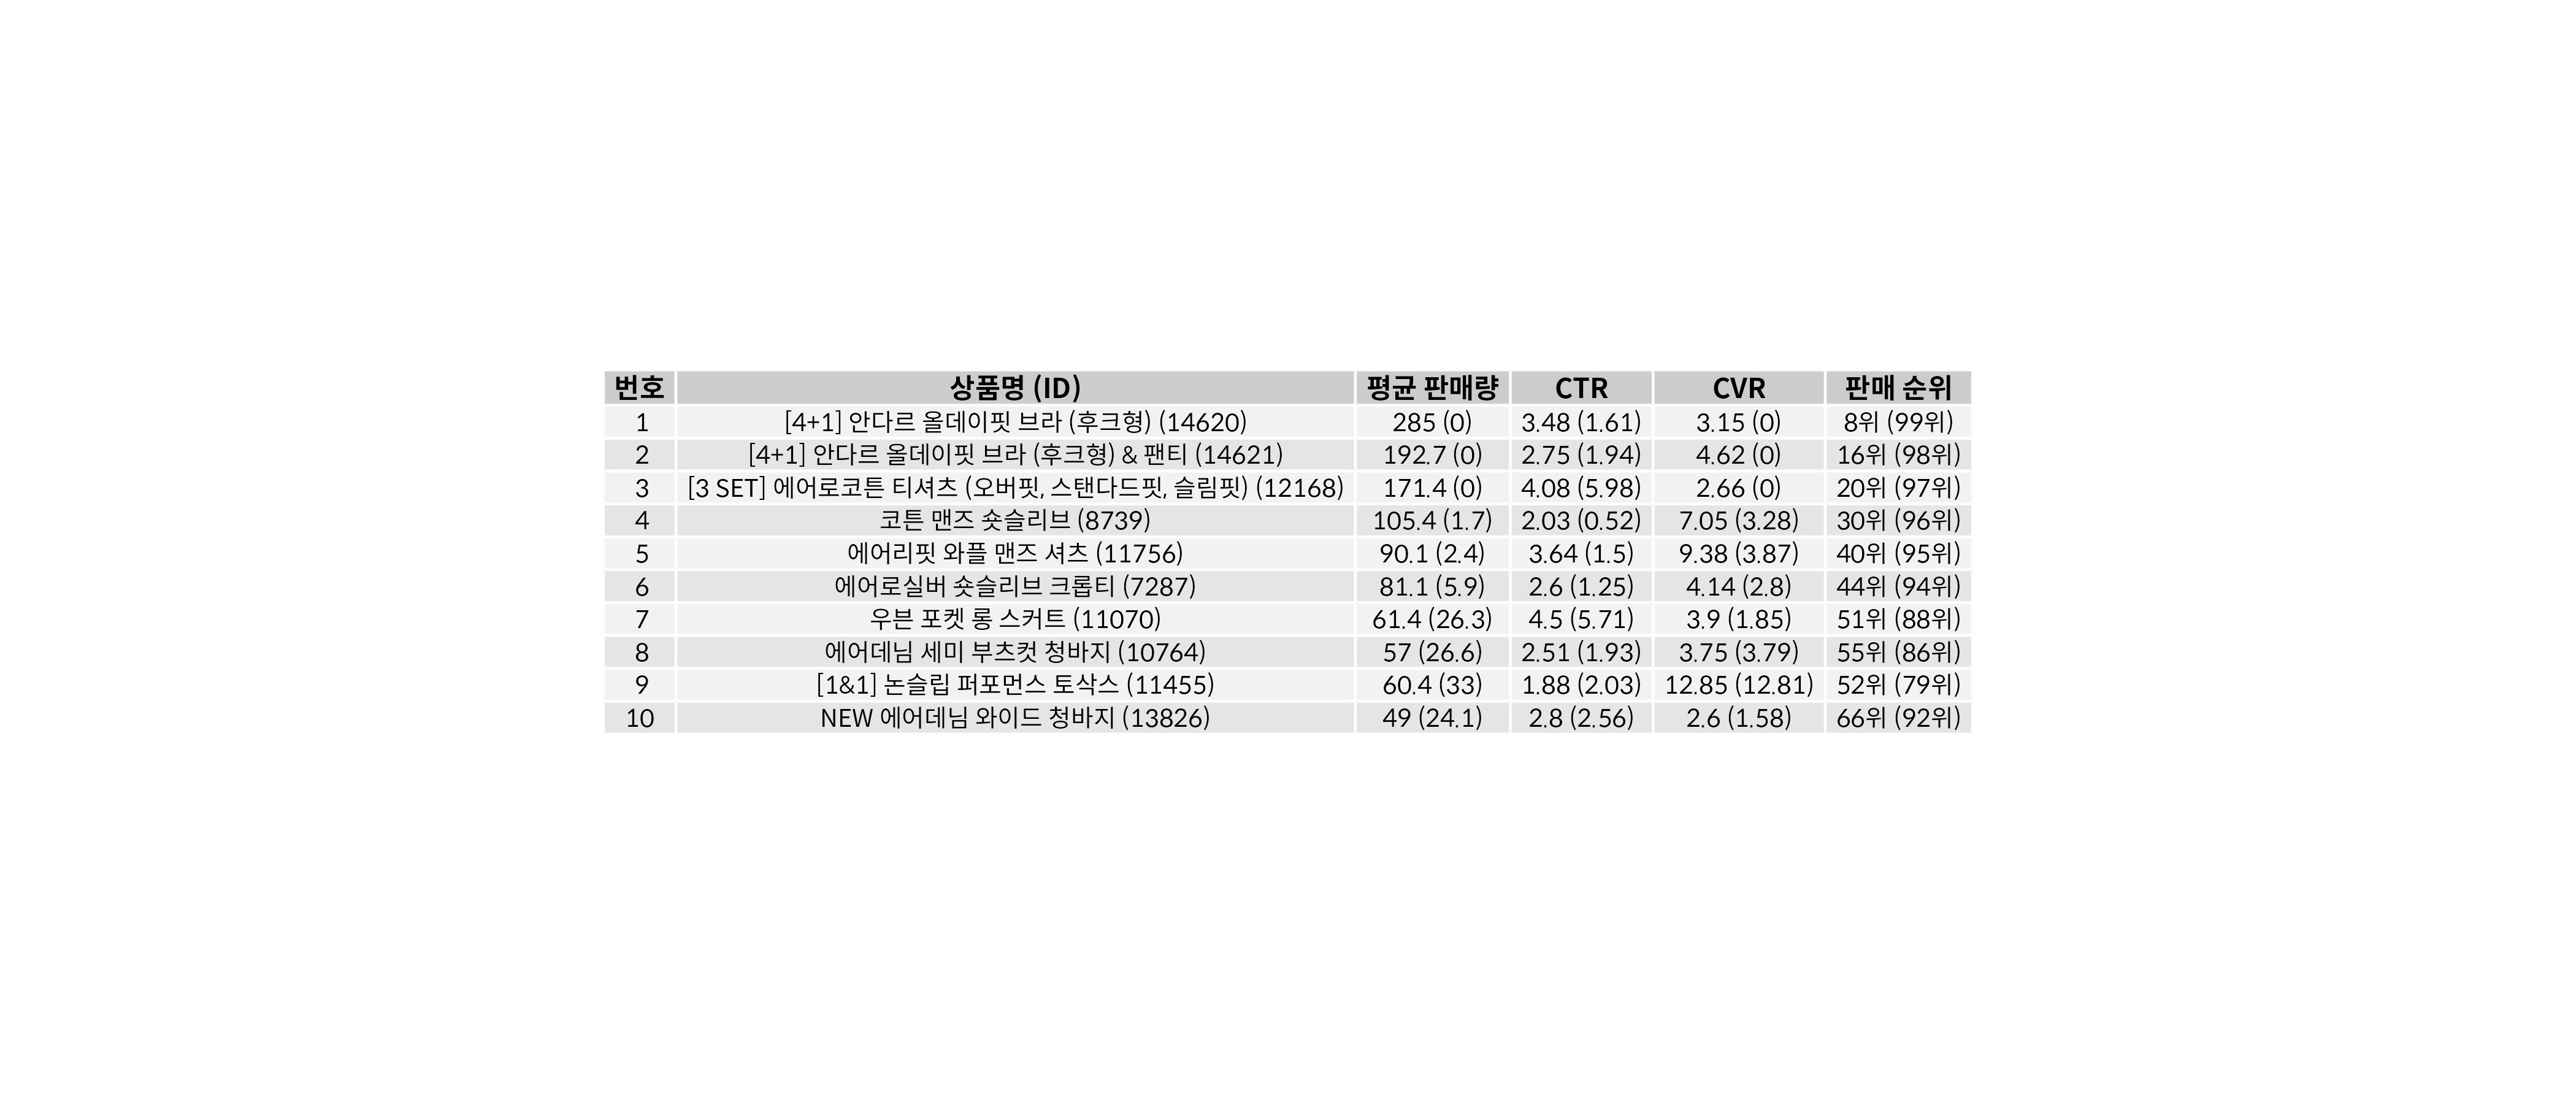 번호 상품명 (ID) 평균 판매량 CTR CVR 판매 순위
1 [4+1] 안다르 올데이핏 브라 (후크형) (14620) 285 (0) 3.48 (1.61) 3.15 (0) 8위 (99위)
2 [4+1] 안다르 올데이핏 브라 (후크형) & 팬티 (14621) 192.7 (0) 2.75 (1.94) 4.62 (0) 16위 (98위)
3 [3 SET] 에어로코튼 티셔츠 (오버핏, 스탠다드핏, 슬림핏) (12168) 171.4 (0) 4.08 (5.98) 2.66 (0) 20위 (97위)
4 코튼 맨즈 숏슬리브 (8739) 105.4 (1.7) 2.03 (0.52) 7.05 (3.28) 30위 (96위)
5 에어리핏 와플 맨즈 셔츠 (11756) 90.1 (2.4) 3.64 (1.5) 9.38 (3.87) 40위 (95위)
6 에어로실버 숏슬리브 크롭티 (7287) 81.1 (5.9) 2.6 (1.25) 4.14 (2.8) 44위 (94위)
7 우븐 포켓 롱 스커트 (11070) 61.4 (26.3) 4.5 (5.71) 3.9 (1.85) 51위 (88위)
8 에어데님 세미 부츠컷 청바지 (10764) 57 (26.6) 2.51 (1.93) 3.75 (3.79) 55위 (86위)
9 [1&1] 논슬립 퍼포먼스 토삭스 (11455) 60.4 (33) 1.88 (2.03) 12.85 (12.81) 52위 (79위)
10 NEW 에어데님 와이드 청바지 (13826) 49 (24.1) 2.8 (2.56) 2.6 (1.58) 66위 (92위)